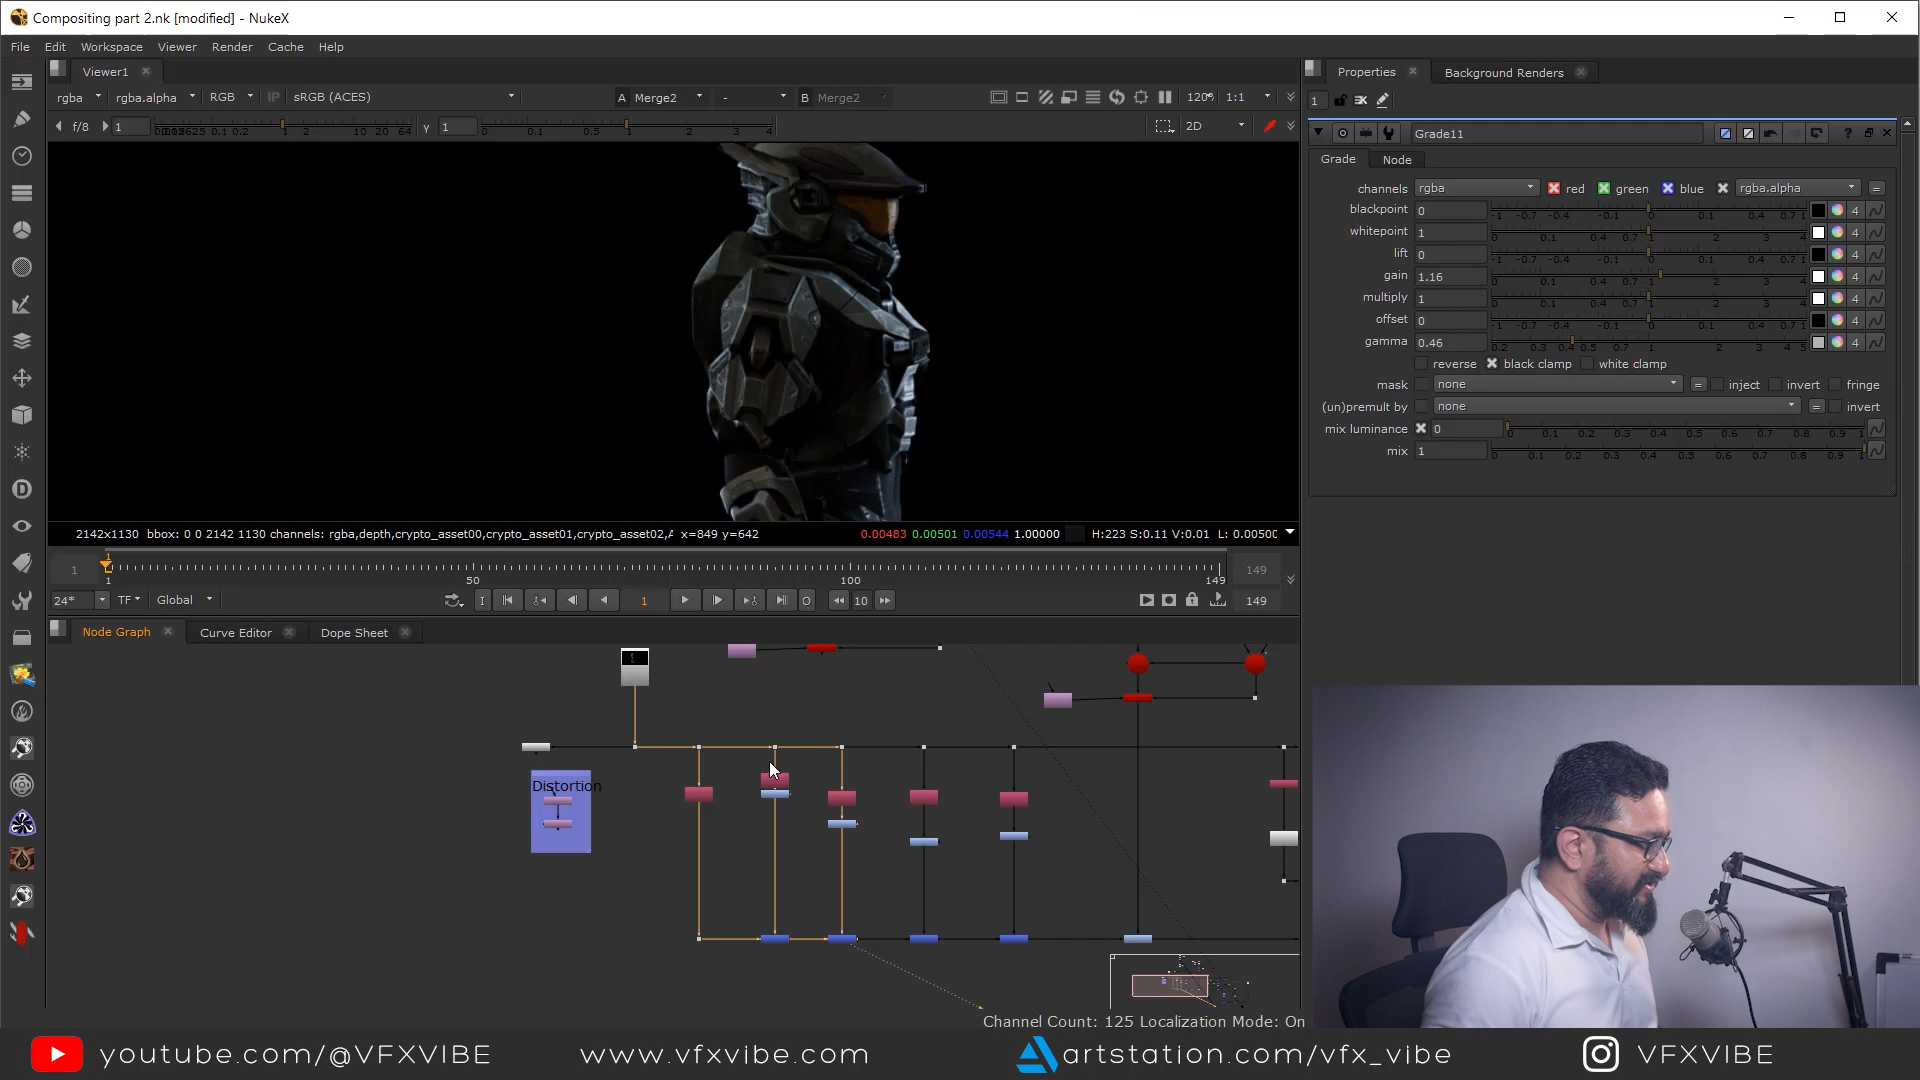 Compositing part 2.nk [modified] - NukeX
File Edit Workspace Viewer Render Cache Help
Viewer1
Properties Background Renders
rgba rgba.alpha RGB IP sRGB (ACES) A Merge2 - B Merge2 1:1
1
f/8 1 1 2D
Grade11
Grade Node
channels rgba red green blue rgba.alpha =
blackpoint 0
whitepoint 1
lift 0
gain 1.16
multiply 1
offset 0
gamma 0.46
reverse black clamp white clamp
mask none = inject invert fringe
(un)premult by none = invert
mix luminance 0
mix 1
2142x1130 bbox: 0 0 2142 1130 channels: rgba,depth,crypto_asset00,crypto_asset01,crypto_asset02,A x=849 y=642 0.00483 0.00501 0.00544 1.00000 H:223 S:0.11 V:0.01 L: 0.00500
1 1 149
1 50 100 149
24* TF Global I 1 O 10 149
Node Graph Curve Editor Dope Sheet
Distortion
Channel Count: 125 Localization Mode: On
youtube.com/@VFXVIBE www.vfxvibe.com artstation.com/vfx_vibe VFXVIBE